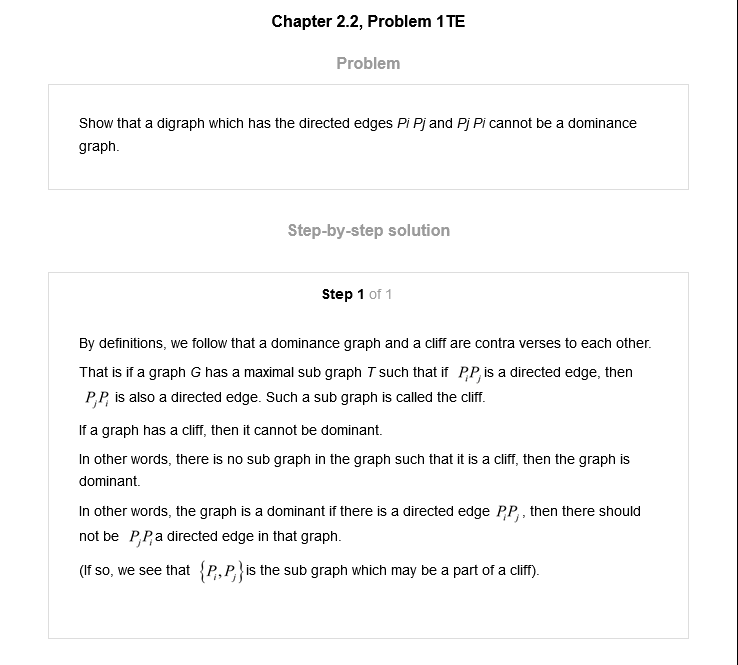 Chapter 2.2, Problem 1TE
Problem
Show that a digraph which has the directed edges Pi Pj and Pj Pi cannot be a dominance
graph.
Step-by-step solution
Step 1 of 1
By definitions, we follow that a dominance graph and a cliff are contra verses to each other.
That is if a graph G has a maximal sub graph T such that if P_iP_j is a directed edge, then
P_jP_i is also a directed edge. Such a sub graph is called the cliff.
If a graph has a cliff, then it cannot be dominant.
In other words, there is no sub graph in the graph such that it is a cliff, then the graph is
dominant.
In other words, the graph is a dominant if there is a directed edge P_iP_j , then there should
not be P_jP_i a directed edge in that graph.
(If so, we see that {P_i, P_j} is the sub graph which may be a part of a cliff).